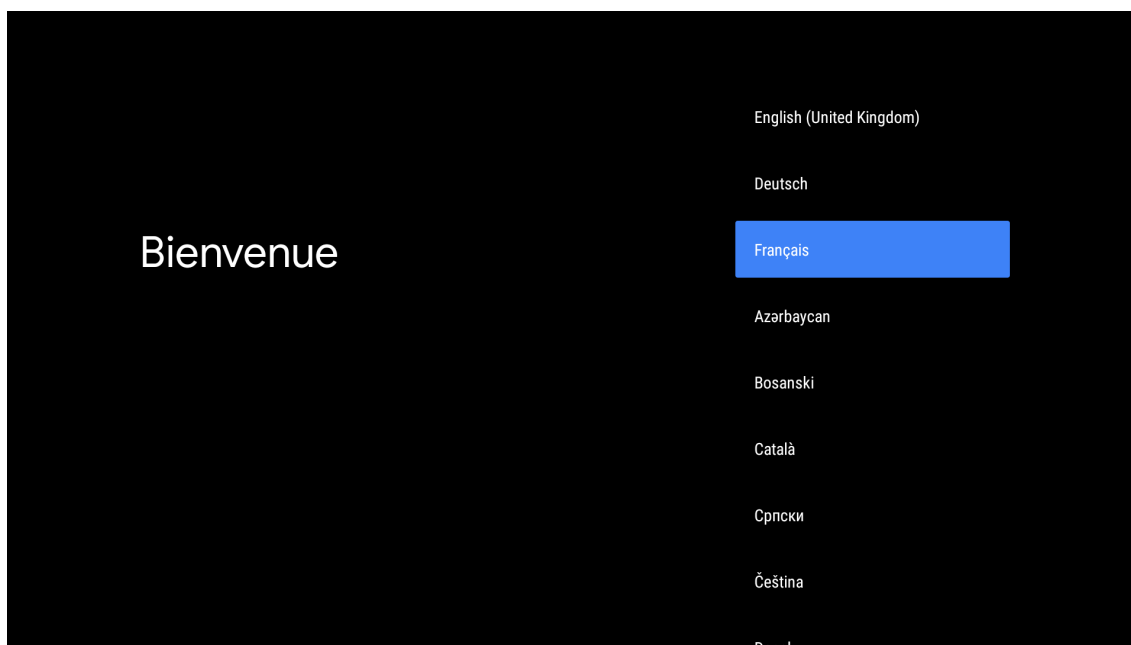 Bienvenue
English (United Kingdom)
Deutsch
Français
Azərbaycan
Bosanski
Català
Српски
Čeština